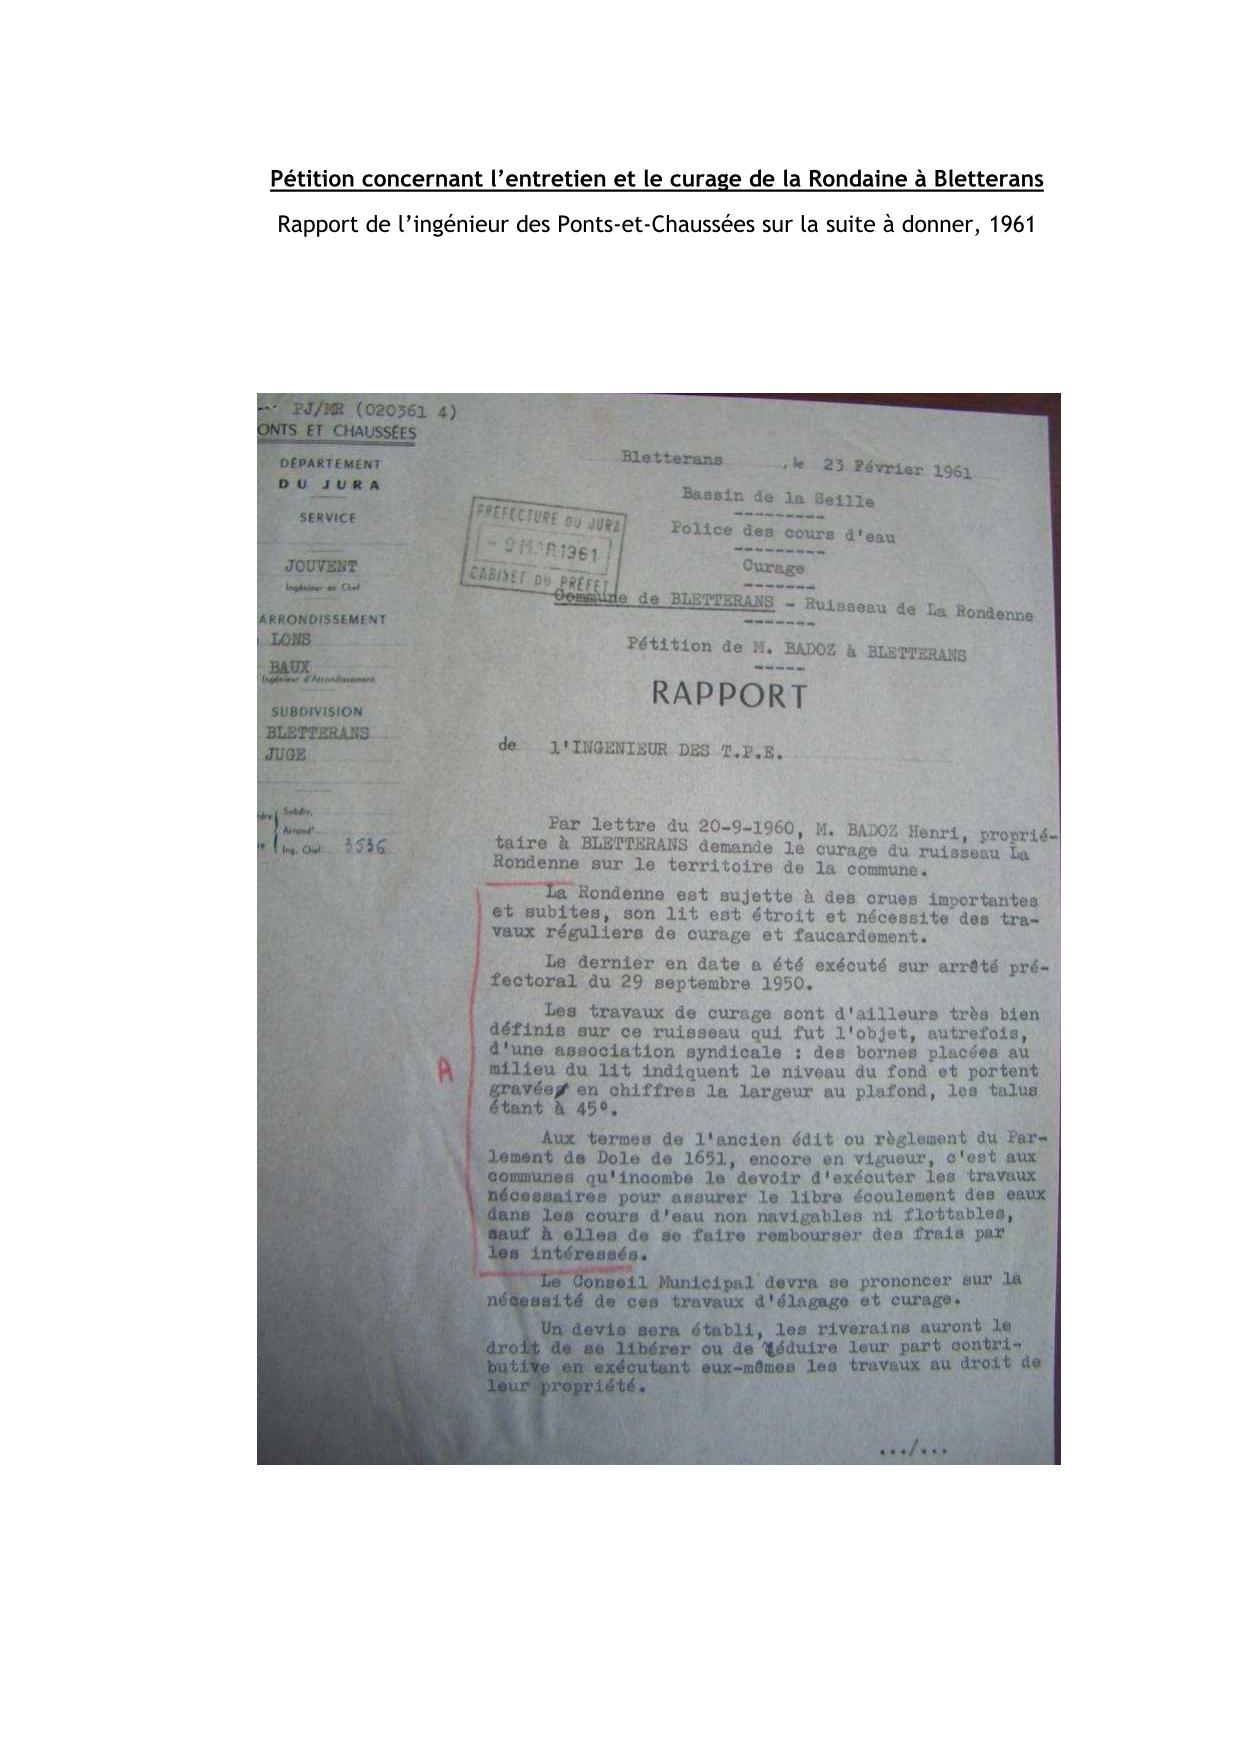 Pétition concernant l’entretien et le curage de la Rondaine à Bletterans
Rapport de l’ingénieur des Ponts-et-Chaussées sur la suite à donner, 1961
PJ/MR (020361 4)
ONTS ET CHAUSSÉES
DÉPARTEMENT
DU JURA
SERVICE
JOUVENT
Ingénieur en Chef
ARRONDISSEMENT
LONS
BAUX
Ingénieur d'Arrondissement
SUBDIVISION
BLETTERANS
JUGE
Subdiv.
Arrond'
Ing. Chef 3536
Bletterans , le 23 Février 1961
Bassin de la Seille
Police des cours d'eau
Curage
PREFECTURE DU JURA
1961
CABINET DU PREFET
Commune de BLETTERANS - Ruisseau de La Rondenne
Pétition de M. BADOZ à BLETTERANS
RAPPORT
de l'INGENIEUR DES T.P.E.
Par lettre du 20-9-1960, M. BADOZ Henri, proprié-
taire à BLETTERANS demande le curage du ruisseau La
Rondenne sur le territoire de la commune.
La Rondenne est sujette à des crues importantes
et subites, son lit est étroit et nécessite des tra-
vaux réguliers de curage et faucardement.
Le dernier en date a été exécuté sur arrêté pré-
fectoral du 29 septembre 1950.
Les travaux de curage sont d'ailleurs très bien
définis sur ce ruisseau qui fut l'objet, autrefois,
d'une association syndicale : des bornes placées au
milieu du lit indiquent le niveau du fond et portent
gravée en chiffres la largeur au plafond, les talus
étant à 45°.
A
Aux termes de l'ancien édit ou règlement du Par-
lement de Dole de 1651, encore en vigueur, c'est aux
communes qu'incombe le devoir d'exécuter les travaux
nécessaires pour assurer le libre écoulement des eaux
dans les cours d'eau non navigables ni flottables,
sauf à elles de se faire rembourser des frais par
les intéressés.
Le Conseil Municipal devra se prononcer sur la
nécessité de ces travaux d'élagage et curage.
Un devis sera établi, les riverains auront le
droit de se libérer ou de réduire leur part contri-
butive en exécutant eux-mêmes les travaux au droit de
leur propriété.
.../...